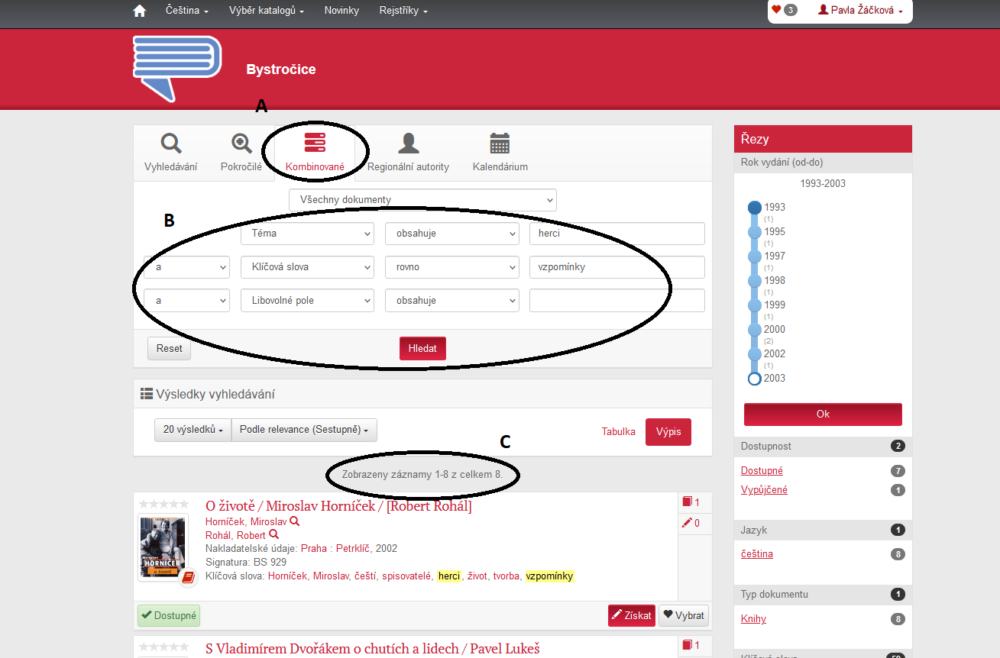 Čeština Výběr katalogů Novinky Rejstříky 3 Pavla Žáčková
Bystročice
A
Vyhledávání Pokročilé Kombinované Regionální autority Kalendárium
Všechny dokumenty
B
Téma obsahuje herci
a Klíčová slova rovno vzpomínky
a Libovolné pole obsahuje
Reset Hledat
Výsledky vyhledávání
20 výsledků Podle relevance (Sestupně) Tabulka Výpis
C
Zobrazeny záznamy 1-8 z celkem 8.
O životě / Miroslav Horníček / [Robert Rohál]
Horníček, Miroslav
Rohál, Robert
Nakladatelské údaje: Praha : Petrklíč, 2002
Signatura: BS 929
Klíčová slova: Horníček, Miroslav, čeští, spisovatelé, herci, život, tvorba, vzpomínky
1
0
Miroslav
HORNÍČEK
o životě
Dostupné Získat Vybrat
S Vladimírem Dvořákem o chutích a lidech / Pavel Lukeš
1
Řezy
Rok vydání (od-do)
1993-2003
1993
(1)
1995
(1)
1997
(1)
1998
(1)
1999
(1)
2000
(2)
2002
(1)
2003
Ok
Dostupnost 2
Dostupné 7
Vypůjčené 1
Jazyk 1
čeština 8
Typ dokumentu 1
Knihy 8
Klíčová slova 50